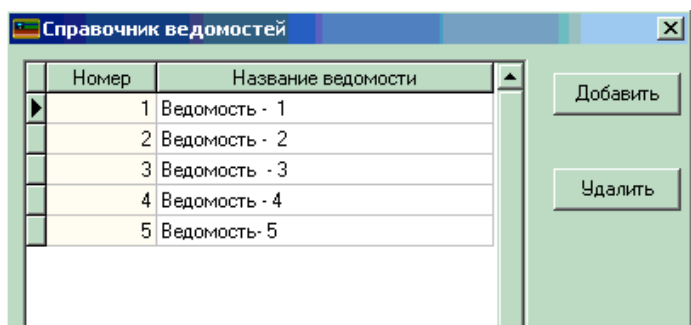 Справочник ведомостей
Номер Название ведомости
1 Ведомость - 1
2 Ведомость - 2
3 Ведомость - 3
4 Ведомость - 4
5 Ведомость- 5
Добавить
Удалить